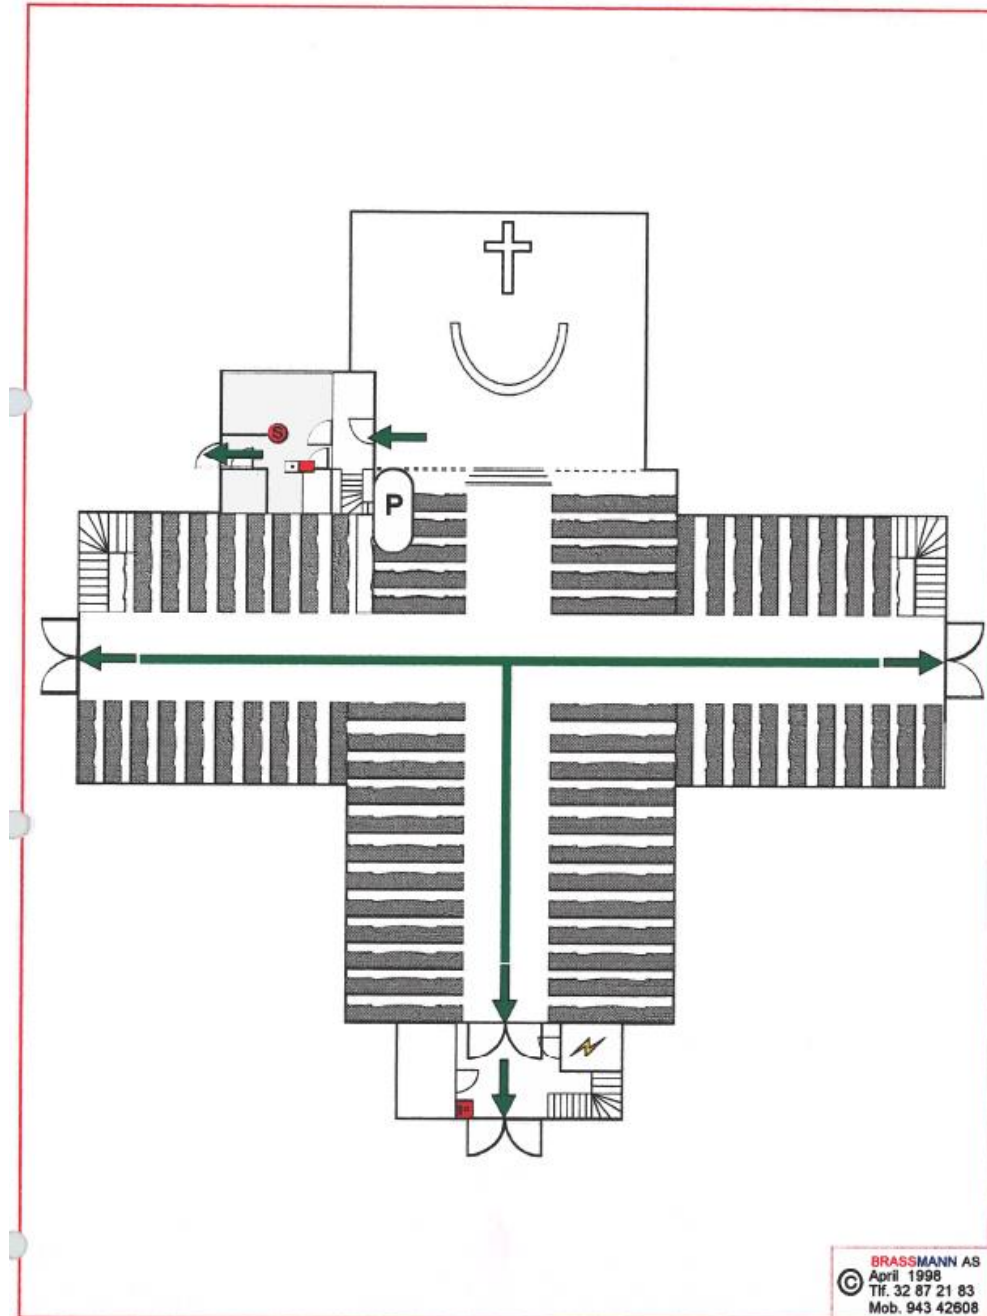 S
P
BRASSMANN AS
© April 1998
Tlf. 32 87 21 83
Mob. 943 42608